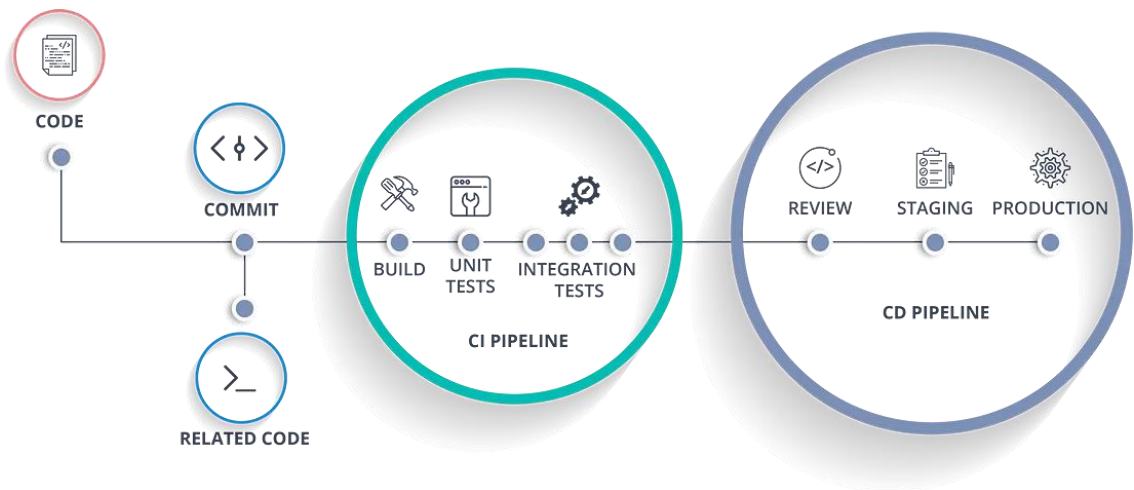 CODE
COMMIT
RELATED CODE
BUILD
UNIT
TESTS
INTEGRATION
TESTS
CI PIPELINE
REVIEW
STAGING
PRODUCTION
CD PIPELINE